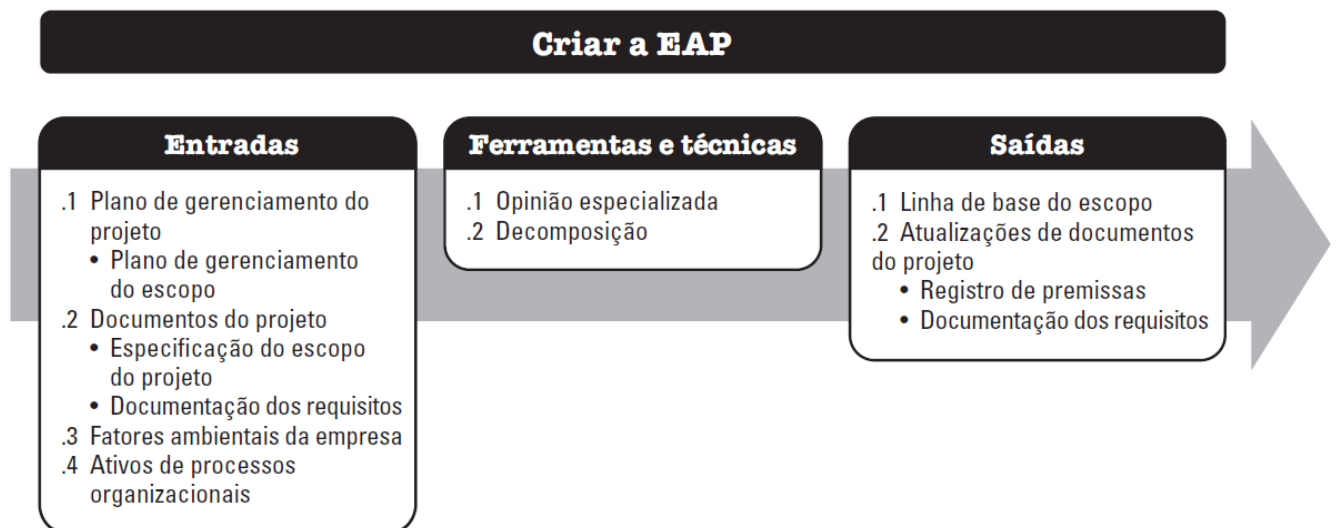 Criar a EAP
Entradas
.1 Plano de gerenciamento do
projeto
• Plano de gerenciamento
do escopo
.2 Documentos do projeto
• Especificação do escopo
do projeto
• Documentação dos requisitos
.3 Fatores ambientais da empresa
.4 Ativos de processos
organizacionais
Ferramentas e técnicas
.1 Opinião especializada
.2 Decomposição
Saídas
.1 Linha de base do escopo
.2 Atualizações de documentos
do projeto
• Registro de premissas
• Documentação dos requisitos